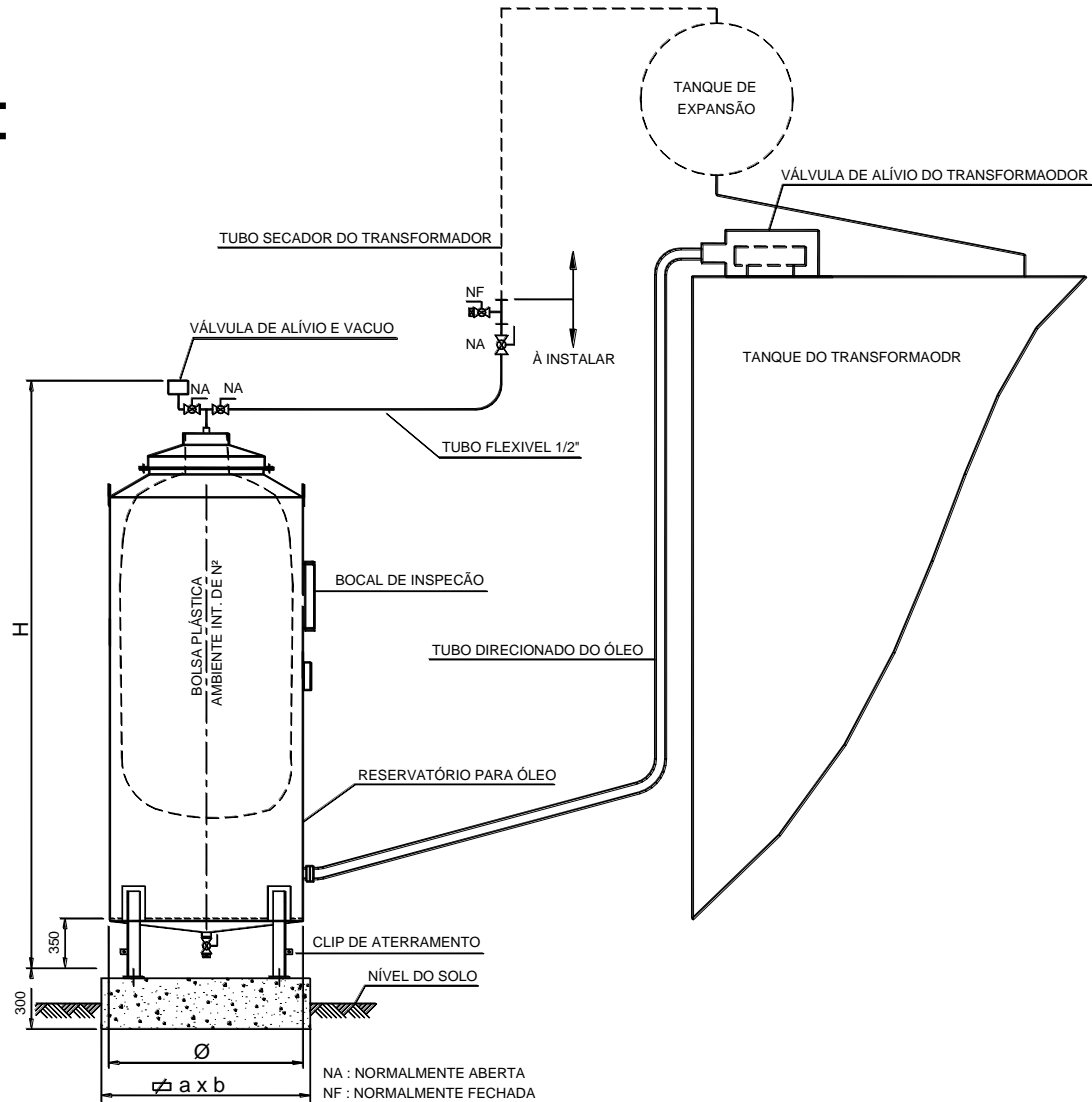 TANQUE DE
EXPANSÃO
VÁLVULA DE ALÍVIO DO TRANSFORMAODOR
TUBO SECADOR DO TRANSFORMADOR
NF
VÁLVULA DE ALÍVIO E VACUO
NA
À INSTALAR
TANQUE DO TRANSFORMAODR
NA
NA
TUBO FLEXIVEL 1/2"
BOLSA PLÁSTICA
AMBIENTE INT. DE N²
BOCAL DE INSPECÃO
H
TUBO DIRECIONADO DO ÓLEO
RESERVATÓRIO PARA ÓLEO
350
CLIP DE ATERRAMENTO
NÍVEL DO SOLO
300
Ø
a x b
NA : NORMALMENTE ABERTA
NF : NORMALMENTE FECHADA